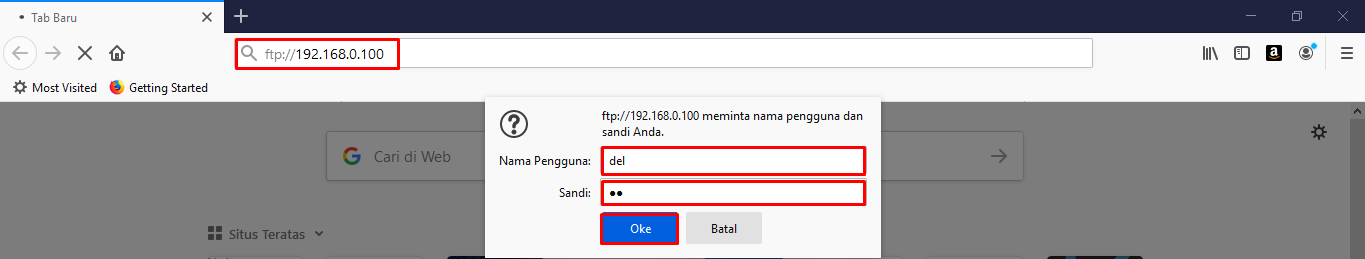 Tab Baru
ftp://192.168.0.100
Most Visited Getting Started
ftp://192.168.0.100 meminta nama pengguna dan
sandi Anda.
Cari di Web
Nama Pengguna: del
Sandi: ●●
Oke Batal
Situs Teratas